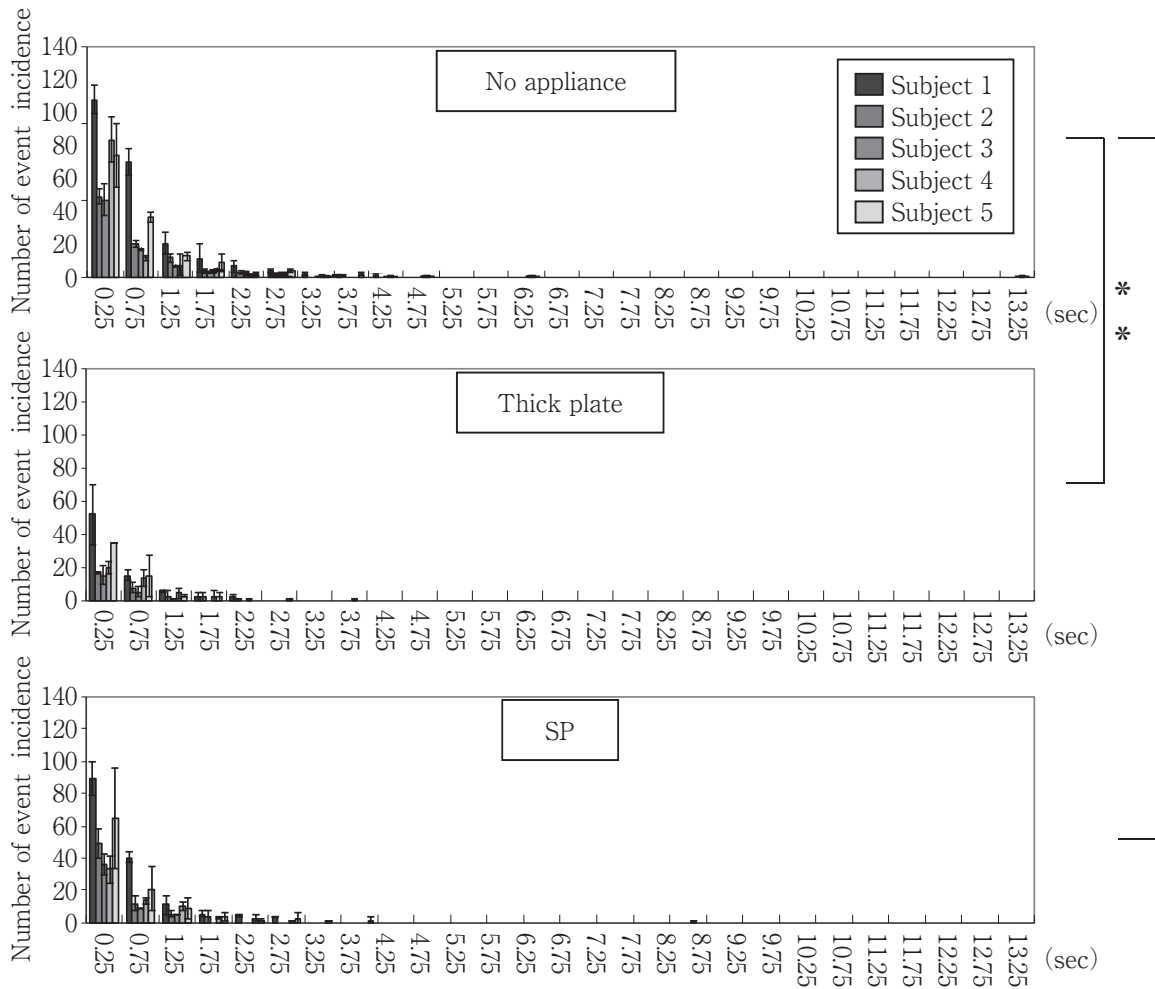 Number of event incidence
140
120
100
80
60
40
20
0
No appliance
Subject 1
Subject 2
Subject 3
Subject 4
Subject 5
0.25 0.75 1.25 1.75 2.25 2.75 3.25 3.75 4.25 4.75 5.25 5.75 6.25 6.75 7.25 7.75 8.25 8.75 9.25 9.75 10.25 10.75 11.25 11.75 12.25 12.75 13.25 (sec)
*
*
Number of event incidence
140
120
100
80
60
40
20
0
Thick plate
0.25 0.75 1.25 1.75 2.25 2.75 3.25 3.75 4.25 4.75 5.25 5.75 6.25 6.75 7.25 7.75 8.25 8.75 9.25 9.75 10.25 10.75 11.25 11.75 12.25 12.75 13.25 (sec)
Number of event incidence
140
120
100
80
60
40
20
0
SP
0.25 0.75 1.25 1.75 2.25 2.75 3.25 3.75 4.25 4.75 5.25 5.75 6.25 6.75 7.25 7.75 8.25 8.75 9.25 9.75 10.25 10.75 11.25 11.75 12.25 12.75 13.25 (sec)